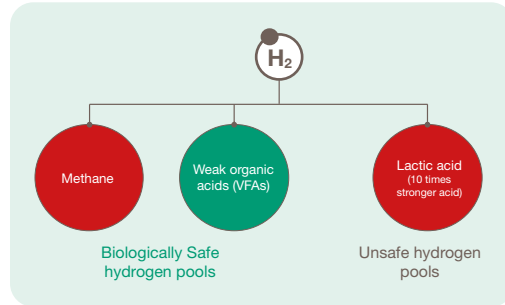 H₂
Methane
Weak organic
acids (VFAs)
Lactic acid
(10 times
stronger acid)
Biologically Safe
hydrogen pools
Unsafe hydrogen
pools